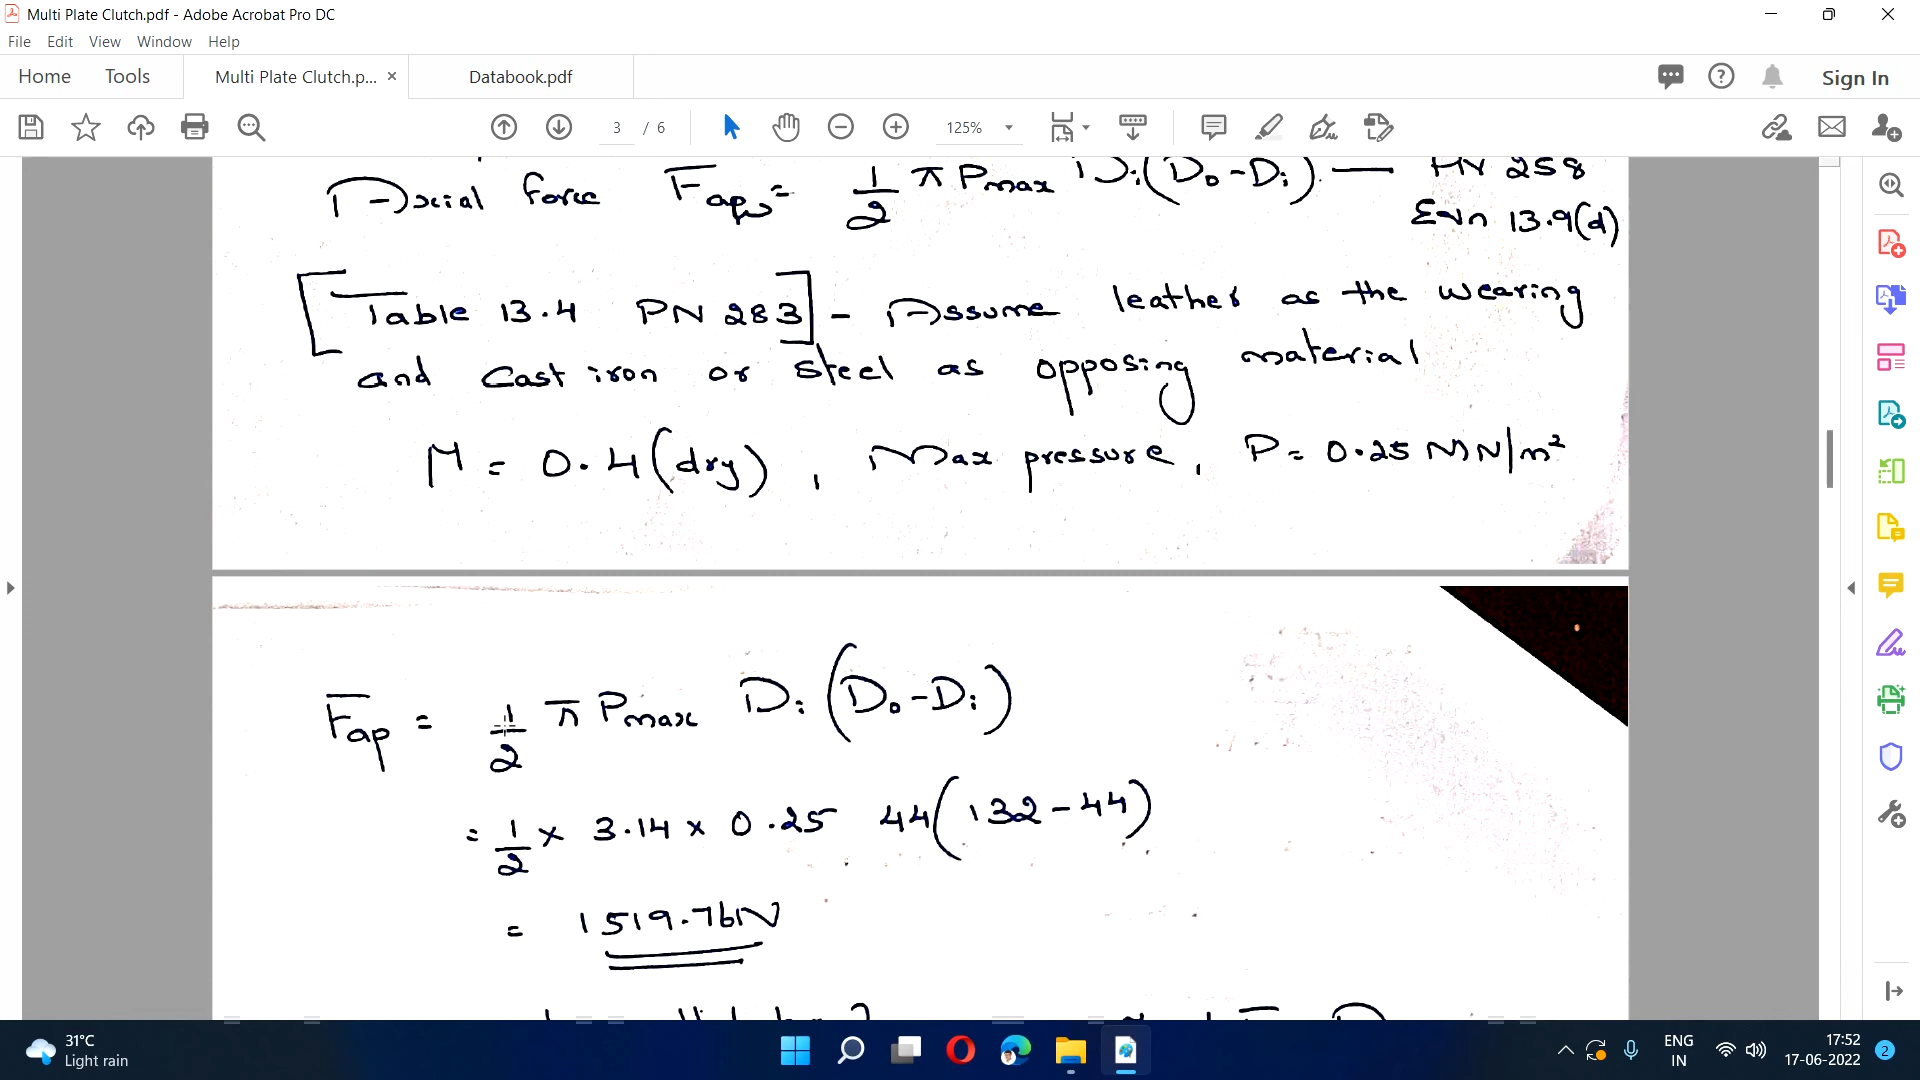 Multi Plate Clutch.pdf - Adobe Acrobat Pro DC
File Edit View Window Help
Home Tools Multi Plate Clutch.p... × Databook.pdf Sign In
3 / 6 125%
Axial force Fap = 1/2 π Pmax Di(Do-Di). — PN 258
Eqn 13.9(d)
[Table 13.4 PN 283] - Assume leather as the wearing
and cast iron or steel as opposing material
μ = 0.4 (dry), Max pressure, P = 0.25 MN/m²
Fap = 1/2 π Pmax Di (Do-Di)
= 1/2 × 3.14 × 0.25 44(132-44)
= 1519.76N
31°C
Light rain
ENG
IN
17:52
17-06-2022
2